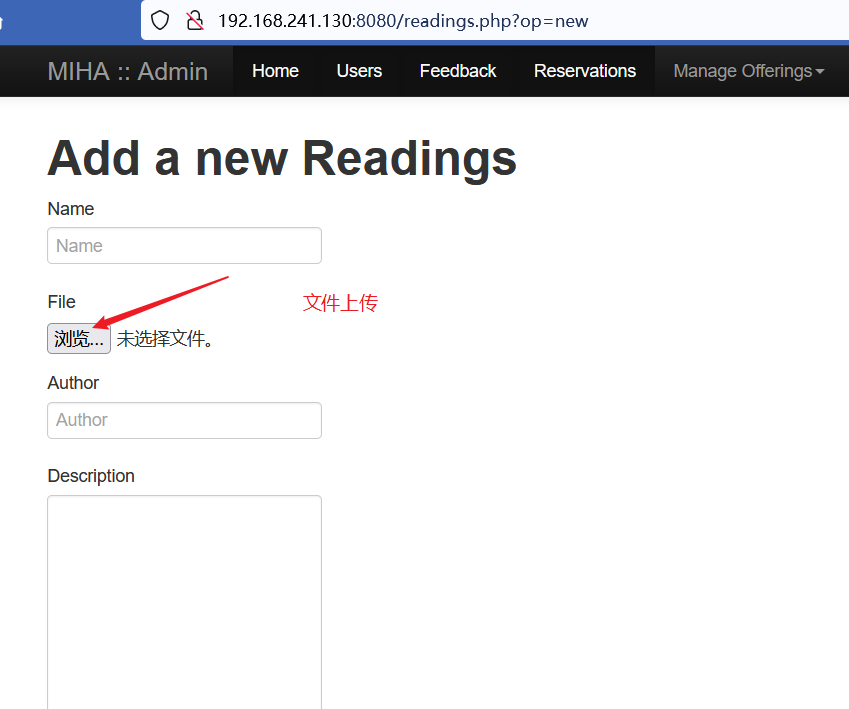 192.168.241.130:8080/readings.php?op=new
MIHA :: Admin Home Users Feedback Reservations Manage Offerings
Add a new Readings
Name
Name
File
文件上传
浏览... 未选择文件。
Author
Author
Description